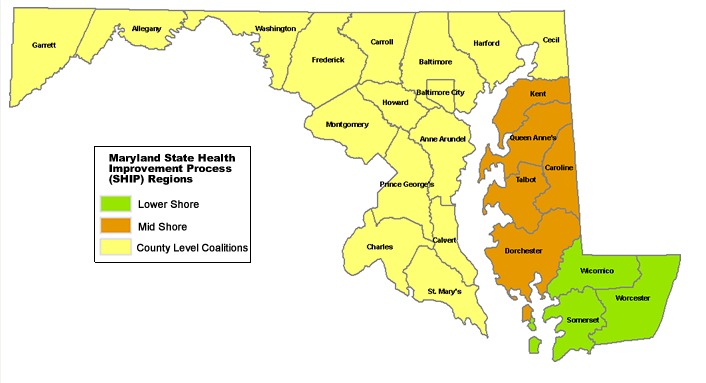 Garrett
Allegany
Washington
Frederick
Carroll
Baltimore
Harford
Cecil
Baltimore City
Howard
Montgomery
Anne Arundel
Prince George's
Charles
Calvert
St. Mary's
Kent
Queen Anne's
Caroline
Talbot
Dorchester
Wicorrico
Worcester
Somerset
Maryland State Health
Improvement Process
(SHIP) Regions
Lower Shore
Mid Shore
County Level Coalitions